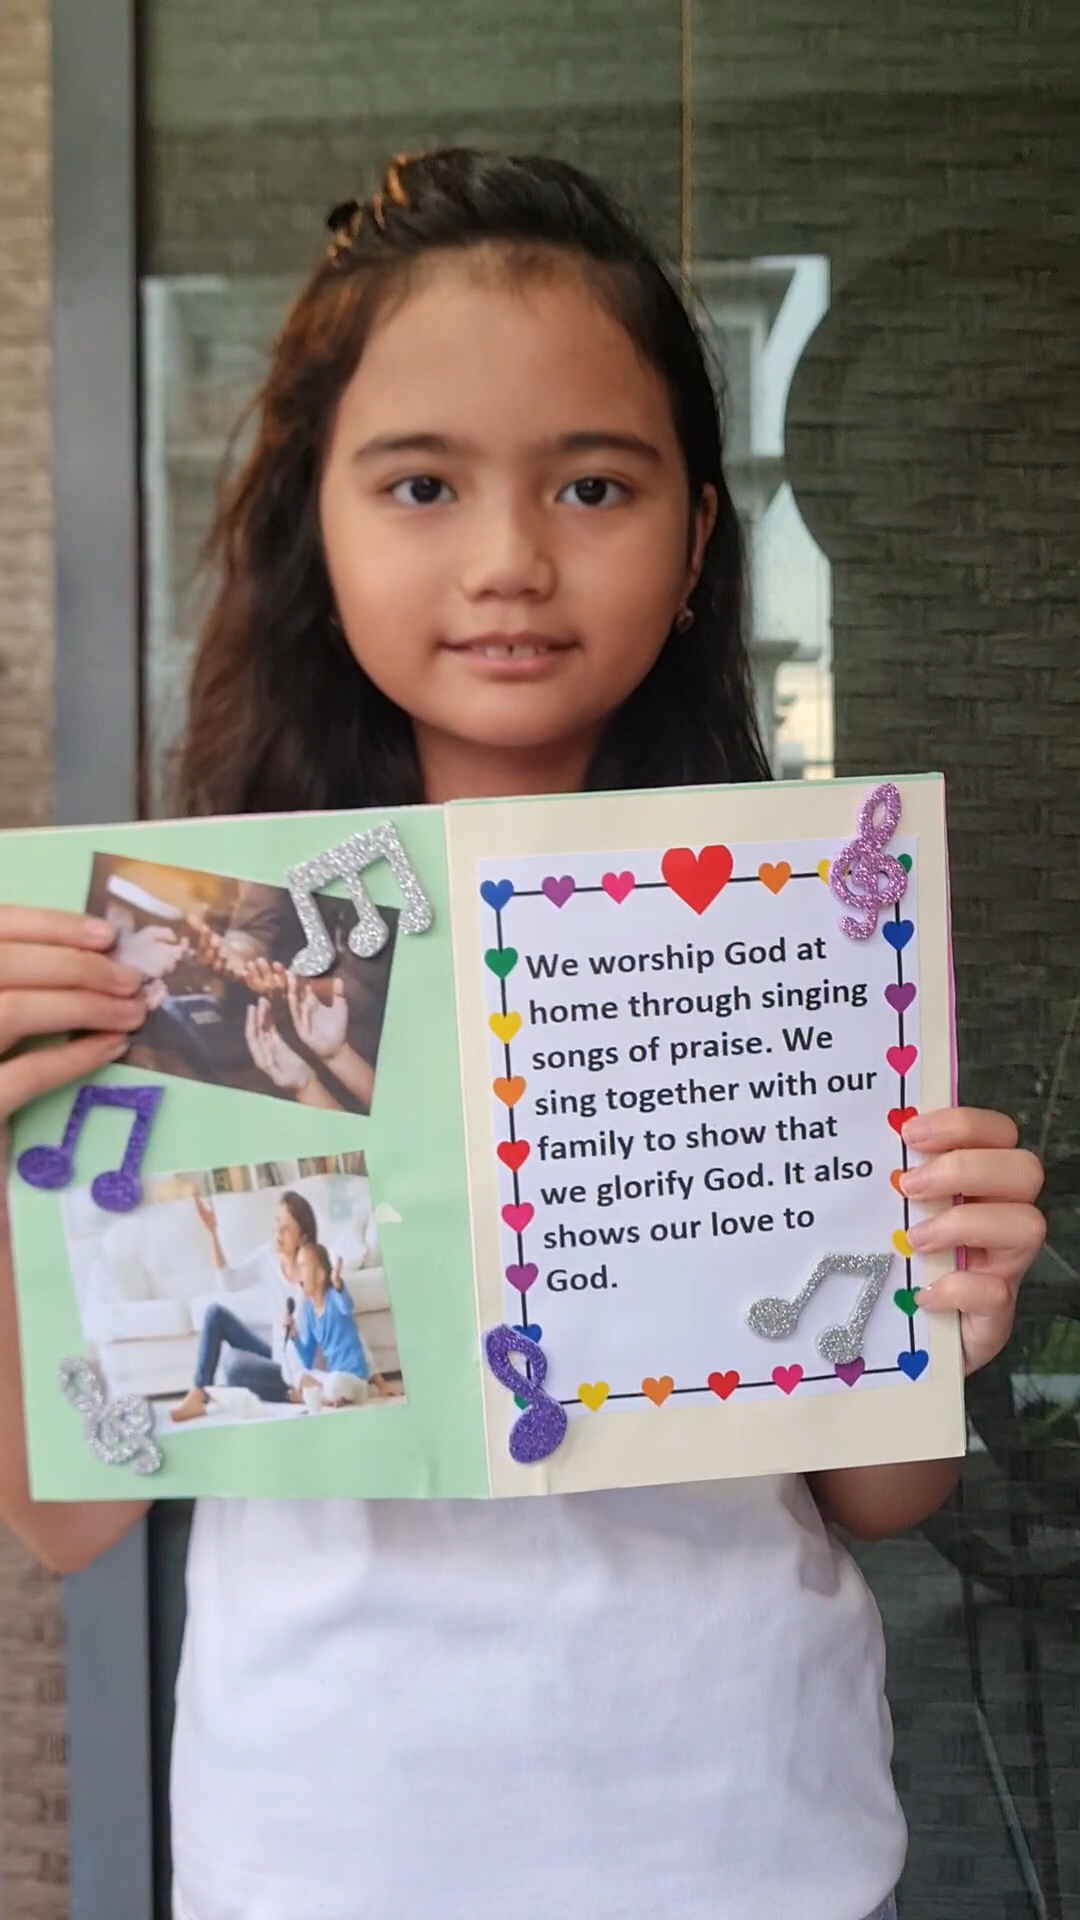 We worship God at
home through singing
songs of praise. We
sing together with our
family to show that
we glorify God. It also
shows our love to
God.